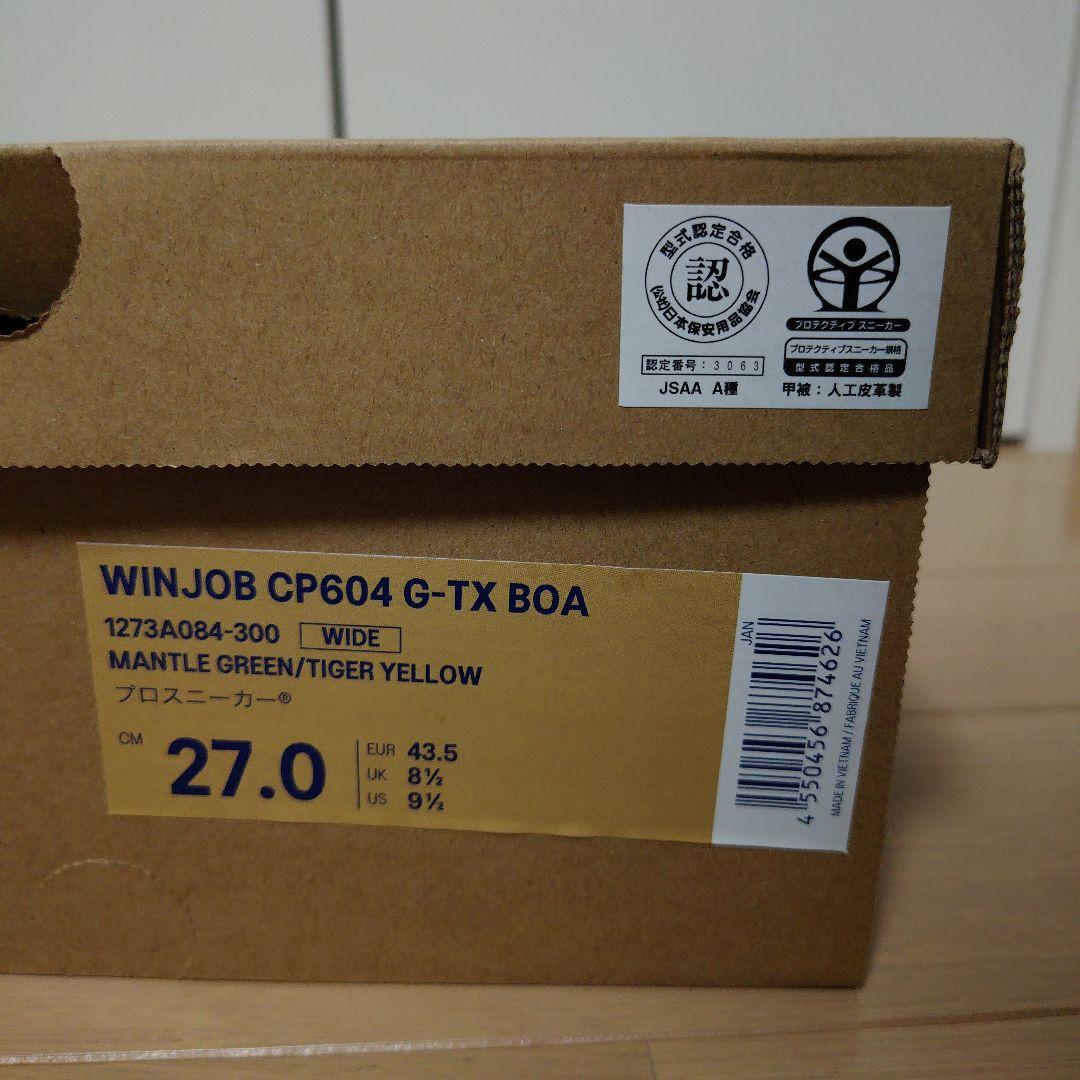 型式認定合格
認
(公社)日本保安用品協会
認定番号:3063
JSAA A種
プロテクティブ スニーカー
プロテクティブスニーカー規格
型式認定合格品
甲被:人工皮革製
WINJOB CP604 G-TX BOA
1273A084-300 WIDE
MANTLE GREEN/TIGER YELLOW
プロスニーカー®
CM 27.0
EUR 43.5
UK 8½
US 9½
JAN
4 550456 874626
MADE IN VIETNAM / FABRIQUE AU VIETNAM